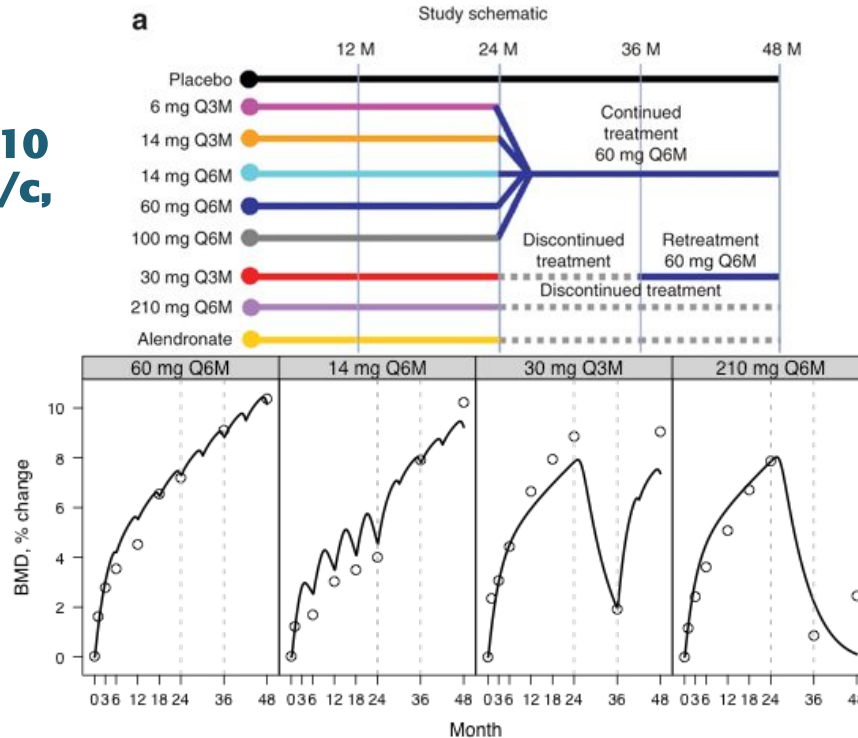 10
/c,
a
Study schematic
12 M 24 M 36 M 48 M
Placebo
6 mg Q3M
14 mg Q3M
14 mg Q6M
60 mg Q6M
100 mg Q6M
30 mg Q3M
210 mg Q6M
Alendronate
Continued
treatment
60 mg Q6M
Discontinued
treatment
Retreatment
60 mg Q6M
Discontinued treatment
60 mg Q6M 14 mg Q6M 30 mg Q3M 210 mg Q6M
BMD, % change
10
8
6
4
2
0
0 3 6 12 18 24 36 48 0 3 6 12 18 24 36 48 0 3 6 12 18 24 36 48 0 3 6 12 18 24 36 48
Month